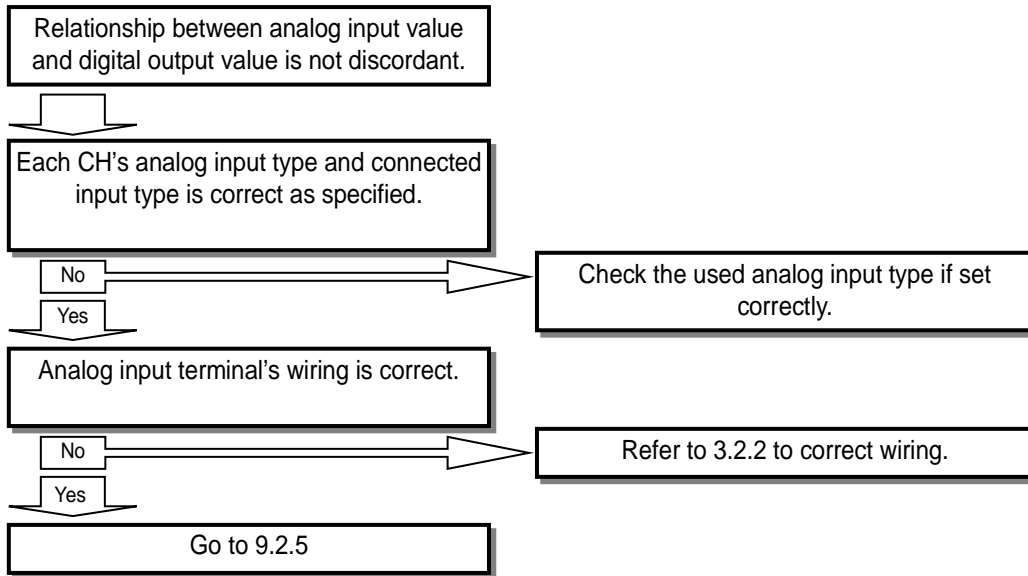 Relationship between analog input value
and digital output value is not discordant.
Each CH's analog input type and connected
input type is correct as specified.
No
Check the used analog input type if set
correctly.
Yes
Analog input terminal's wiring is correct.
No
Refer to 3.2.2 to correct wiring.
Yes
Go to 9.2.5